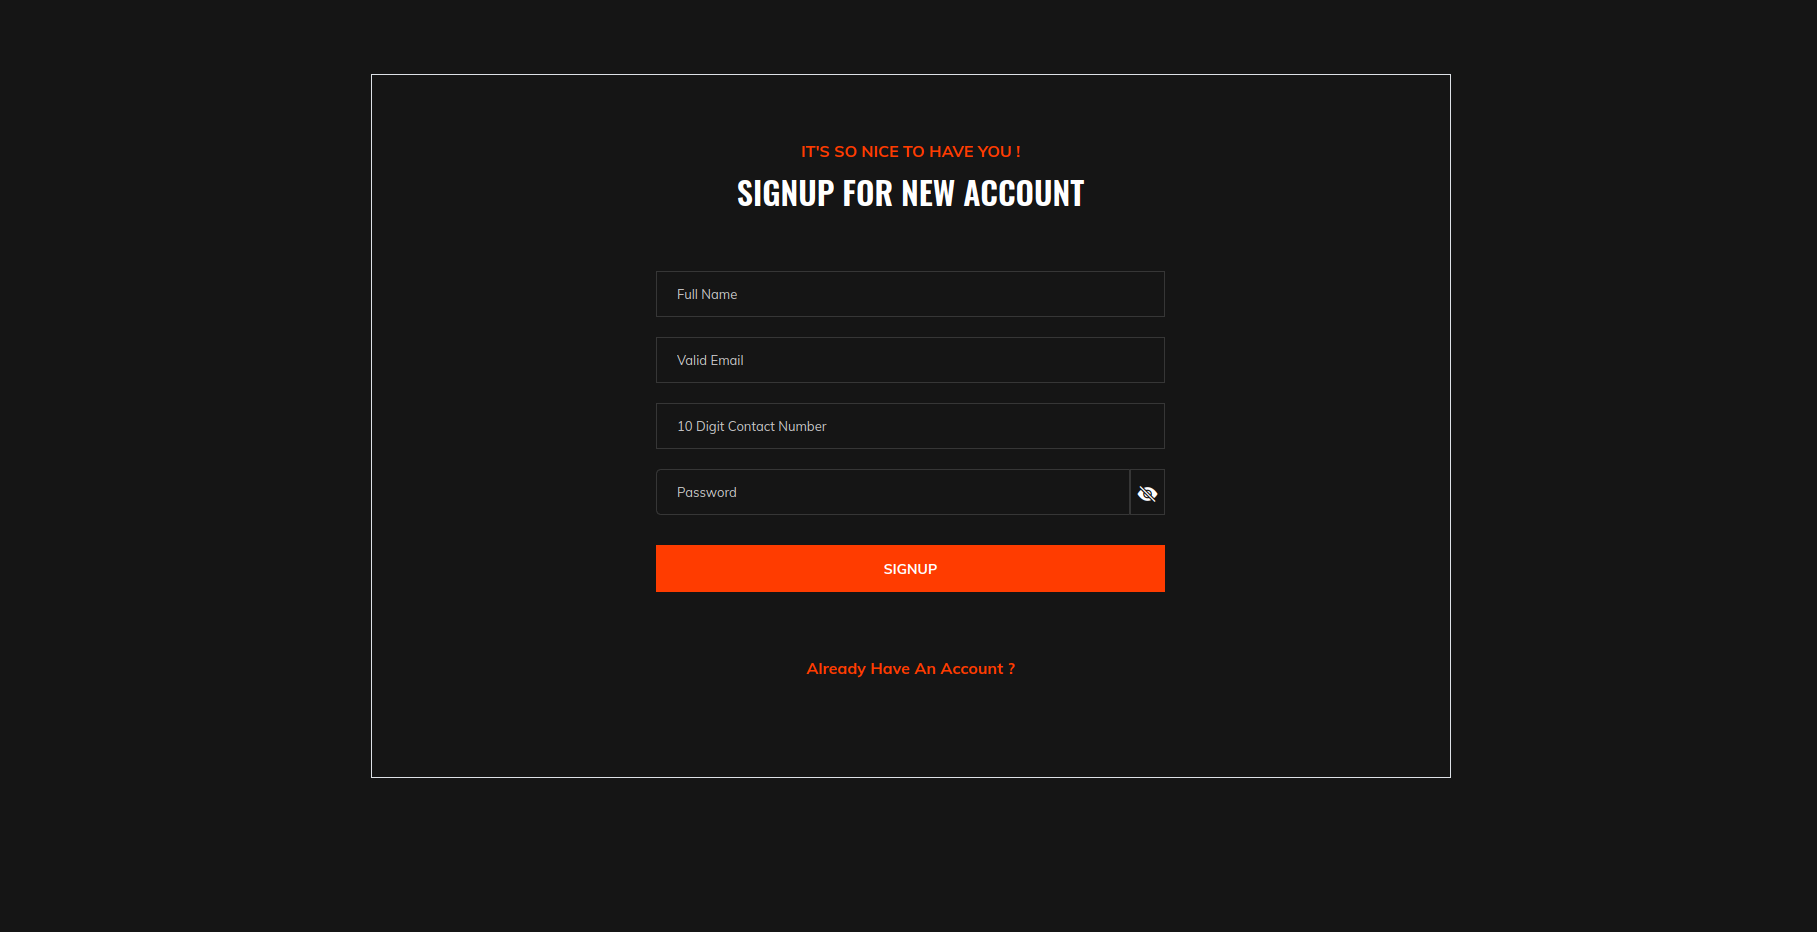 IT'S SO NICE TO HAVE YOU !
SIGNUP FOR NEW ACCOUNT
Full Name
Valid Email
10 Digit Contact Number
Password
SIGNUP
Already Have An Account ?